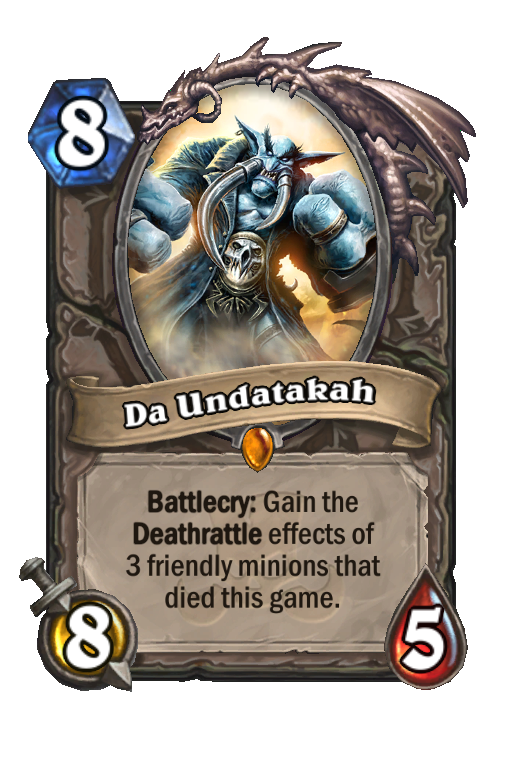 8
Da Undatakah
Battlecry: Gain the
Deathrattle effects of
3 friendly minions that
died this game.
8
5